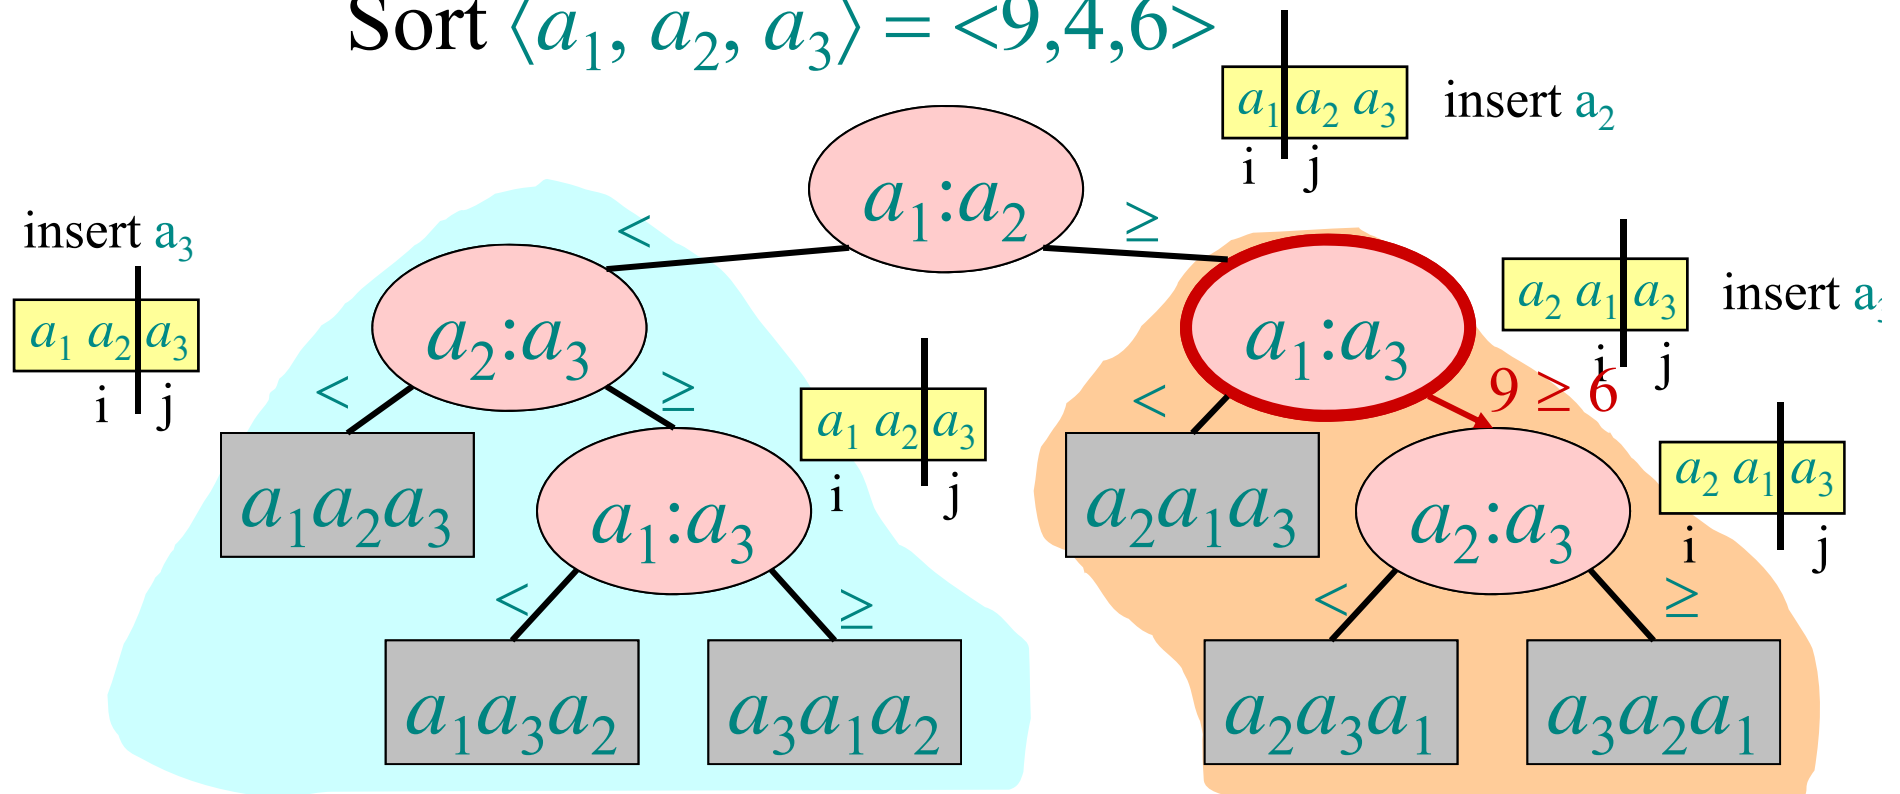 Sort ⟨a₁, a₂, a₃⟩ = <9,4,6>
a₁ a₂ a₃ insert a₂
i j
a₁:a₂
< ≥
insert a₃
a₁ a₂ a₃
i j
a₂:a₃
< ≥
a₁:a₃
a₂ a₁ a₃ insert a₃
i j
9 ≥ 6
<
a₁ a₂ a₃
i j
a₂ a₁ a₃
i j
a₁a₂a₃
a₁:a₃
a₂a₁a₃
a₂:a₃
< ≥
< ≥
a₁a₃a₂
a₃a₁a₂
a₂a₃a₁
a₃a₂a₁